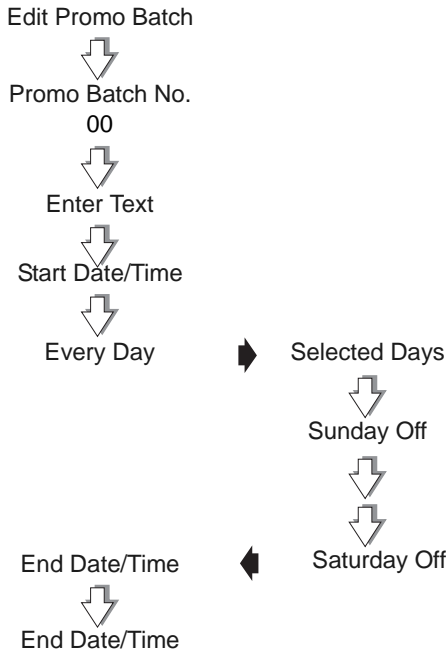 Edit Promo Batch
Promo Batch No.
00
Enter Text
Start Date/Time
Every Day
Selected Days
Sunday Off
Saturday Off
End Date/Time
End Date/Time